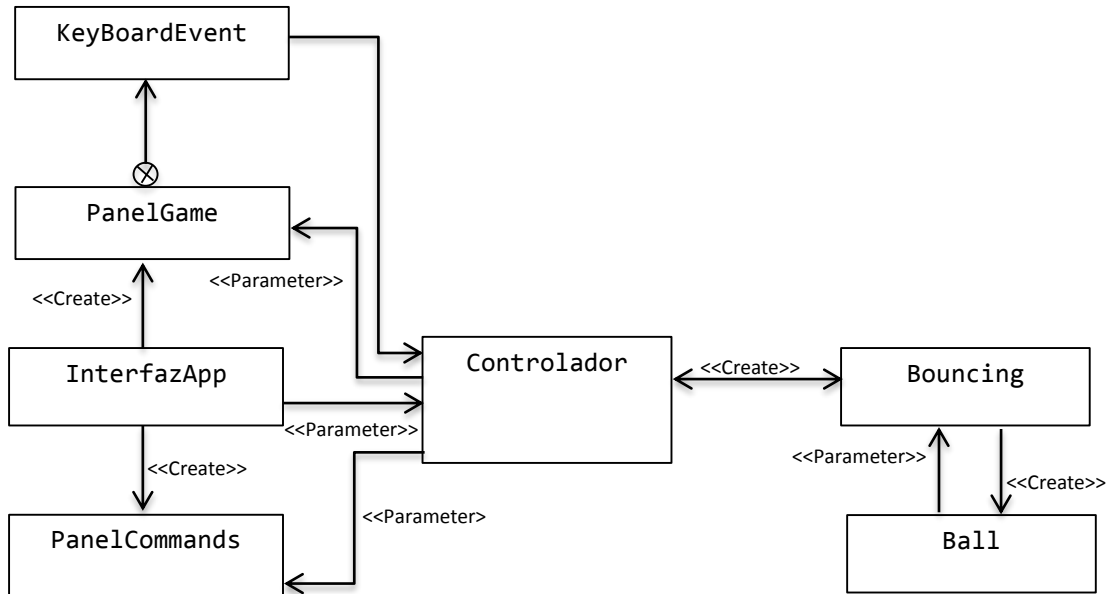 KeyBoardEvent
PanelGame
<<Parameter>>
<<Create>>
InterfazApp
Controlador
<<Create>>
Bouncing
<<Parameter>>
<<Create>>
<<Parameter>>
<<Create>>
<<Parameter>
PanelCommands
Ball